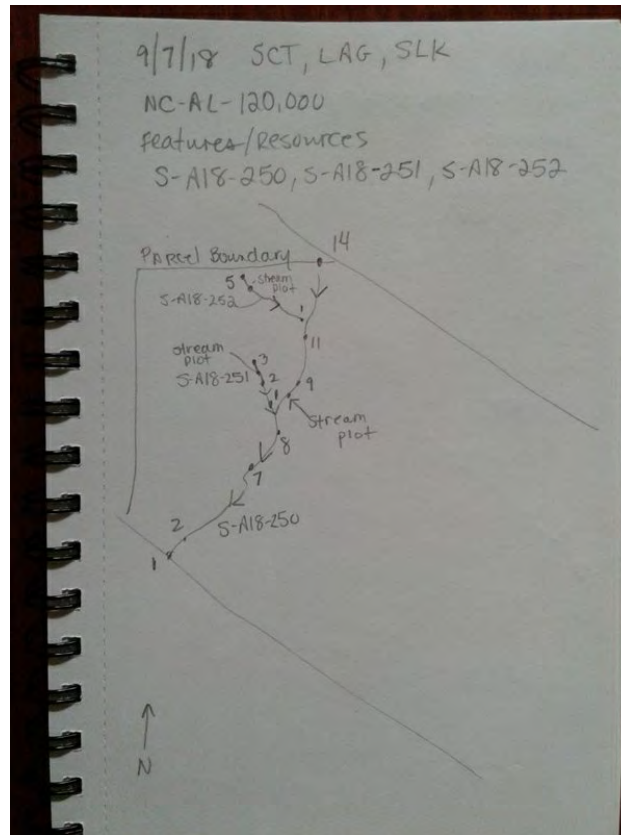 9/7/18 SCT, LAG, SLK
NC-AL-120,000
Features/Resources
S-A18-250, S-A18-251, S-A18-252
14
Parcel Boundary
5
stream
plot
S-A18-252
1
11
stream
plot
3
S-A18-251
2
9
1
stream
plot
8
7
2
S-A18-250
1
N